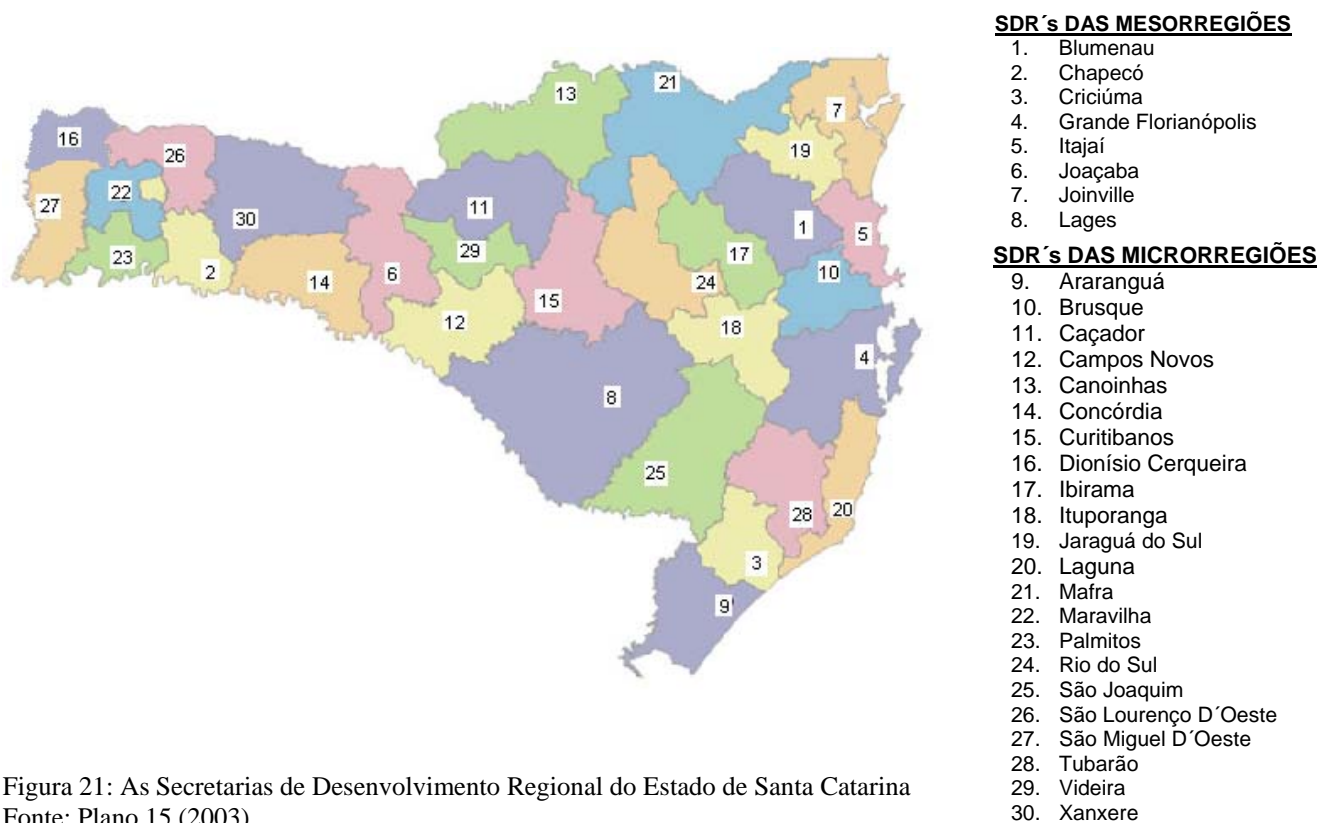 21
13
7
16
19
26
22
27
11
30
1
5
29
23
17
2
10
6
14
24
15
12
18
4
8
25
28
20
3
9
SDR´s DAS MESORREGIÕES
1. Blumenau
2. Chapecó
3. Criciúma
4. Grande Florianópolis
5. Itajaí
6. Joaçaba
7. Joinville
8. Lages
SDR´s DAS MICRORREGIÕES
9. Araranguá
10. Brusque
11. Caçador
12. Campos Novos
13. Canoinhas
14. Concórdia
15. Curitibanos
16. Dionísio Cerqueira
17. Ibirama
18. Ituporanga
19. Jaraguá do Sul
20. Laguna
21. Mafra
22. Maravilha
23. Palmitos
24. Rio do Sul
25. São Joaquim
26. São Lourenço D´Oeste
27. São Miguel D´Oeste
28. Tubarão
29. Videira
30. Xanxere
Figura 21: As Secretarias de Desenvolvimento Regional do Estado de Santa Catarina
Fonte: Plano 15 (2003)